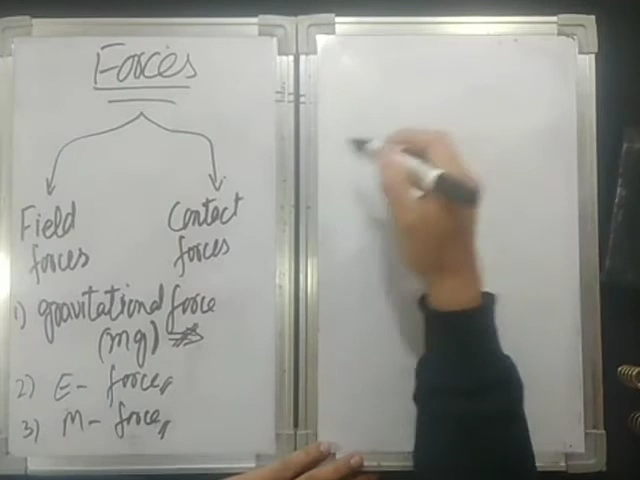 Forces
Field forces
Contact forces
1) gravitational force
(mg)
2) E- force,,
3) M- force,,